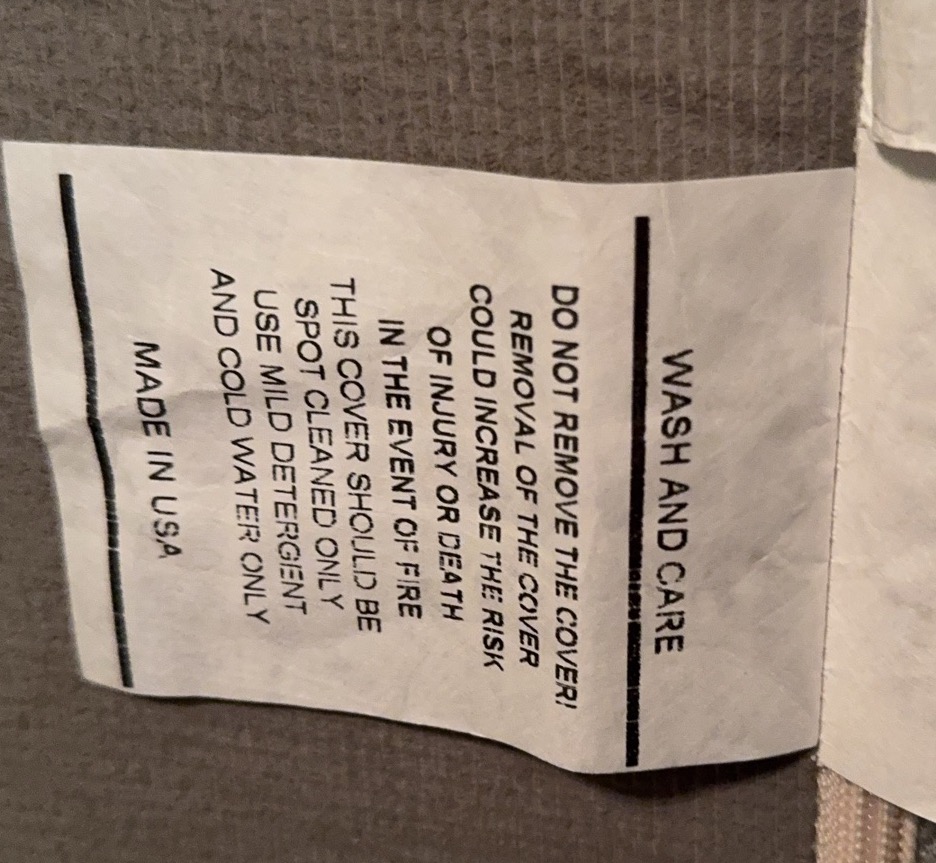 WASH AND CARE
DO NOT REMOVE THE COVER!
REMOVAL OF THE COVER
COULD INCREASE THE RISK
OF INJURY OR DEATH
IN THE EVENT OF FIRE
THIS COVER SHOULD BE
SPOT CLEANED ONLY
USE MILD DETERGENT
AND COLD WATER ONLY
MADE IN USA